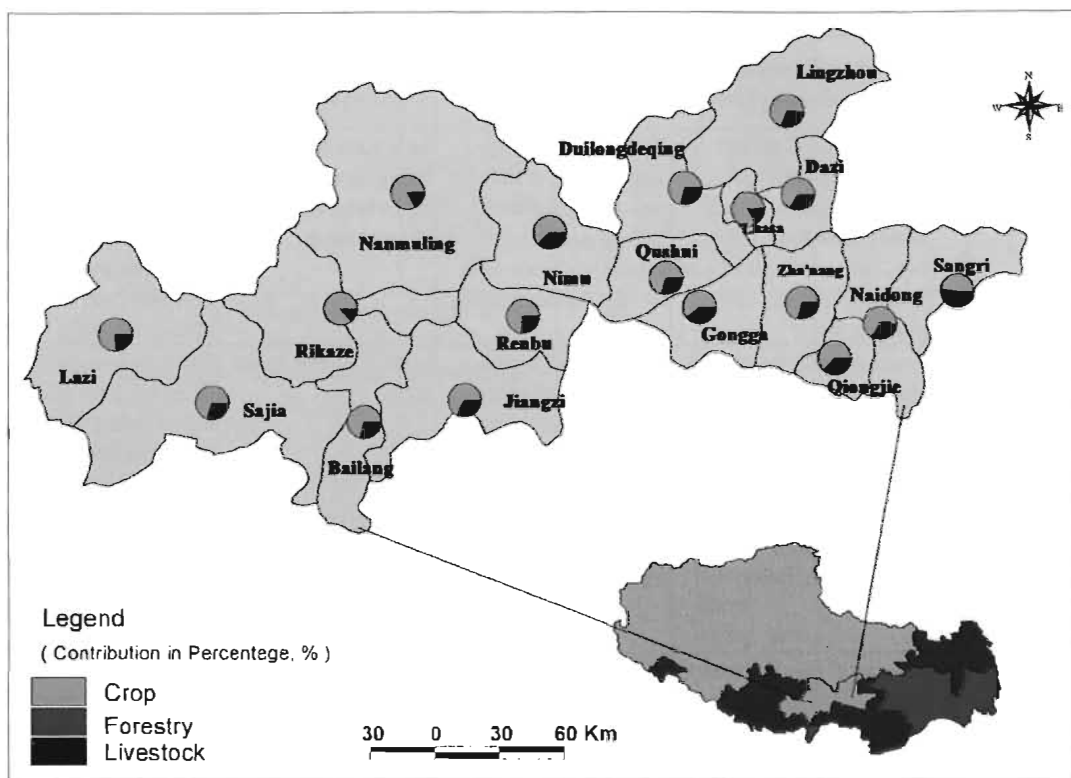 Lingzhou
N
W E
S
Duilongdeqing
Dazi
Lhasa
Nanmuling
Nimu
Qushui
Zha'nang
Sangri
Naidong
Gongga
Renbu
Rikaze
Lazi
Qiongjie
Sajia
Jiangzi
Bailang
Legend
( Contribution in Percentege, % )
Crop
Forestry
Livestock
30 0 30 60 Km